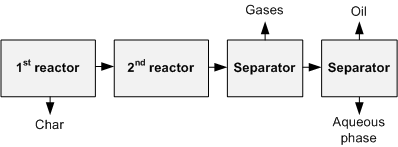 Gases
Oil
1st reactor
2nd reactor
Separator
Separator
Char
Aqueous
phase